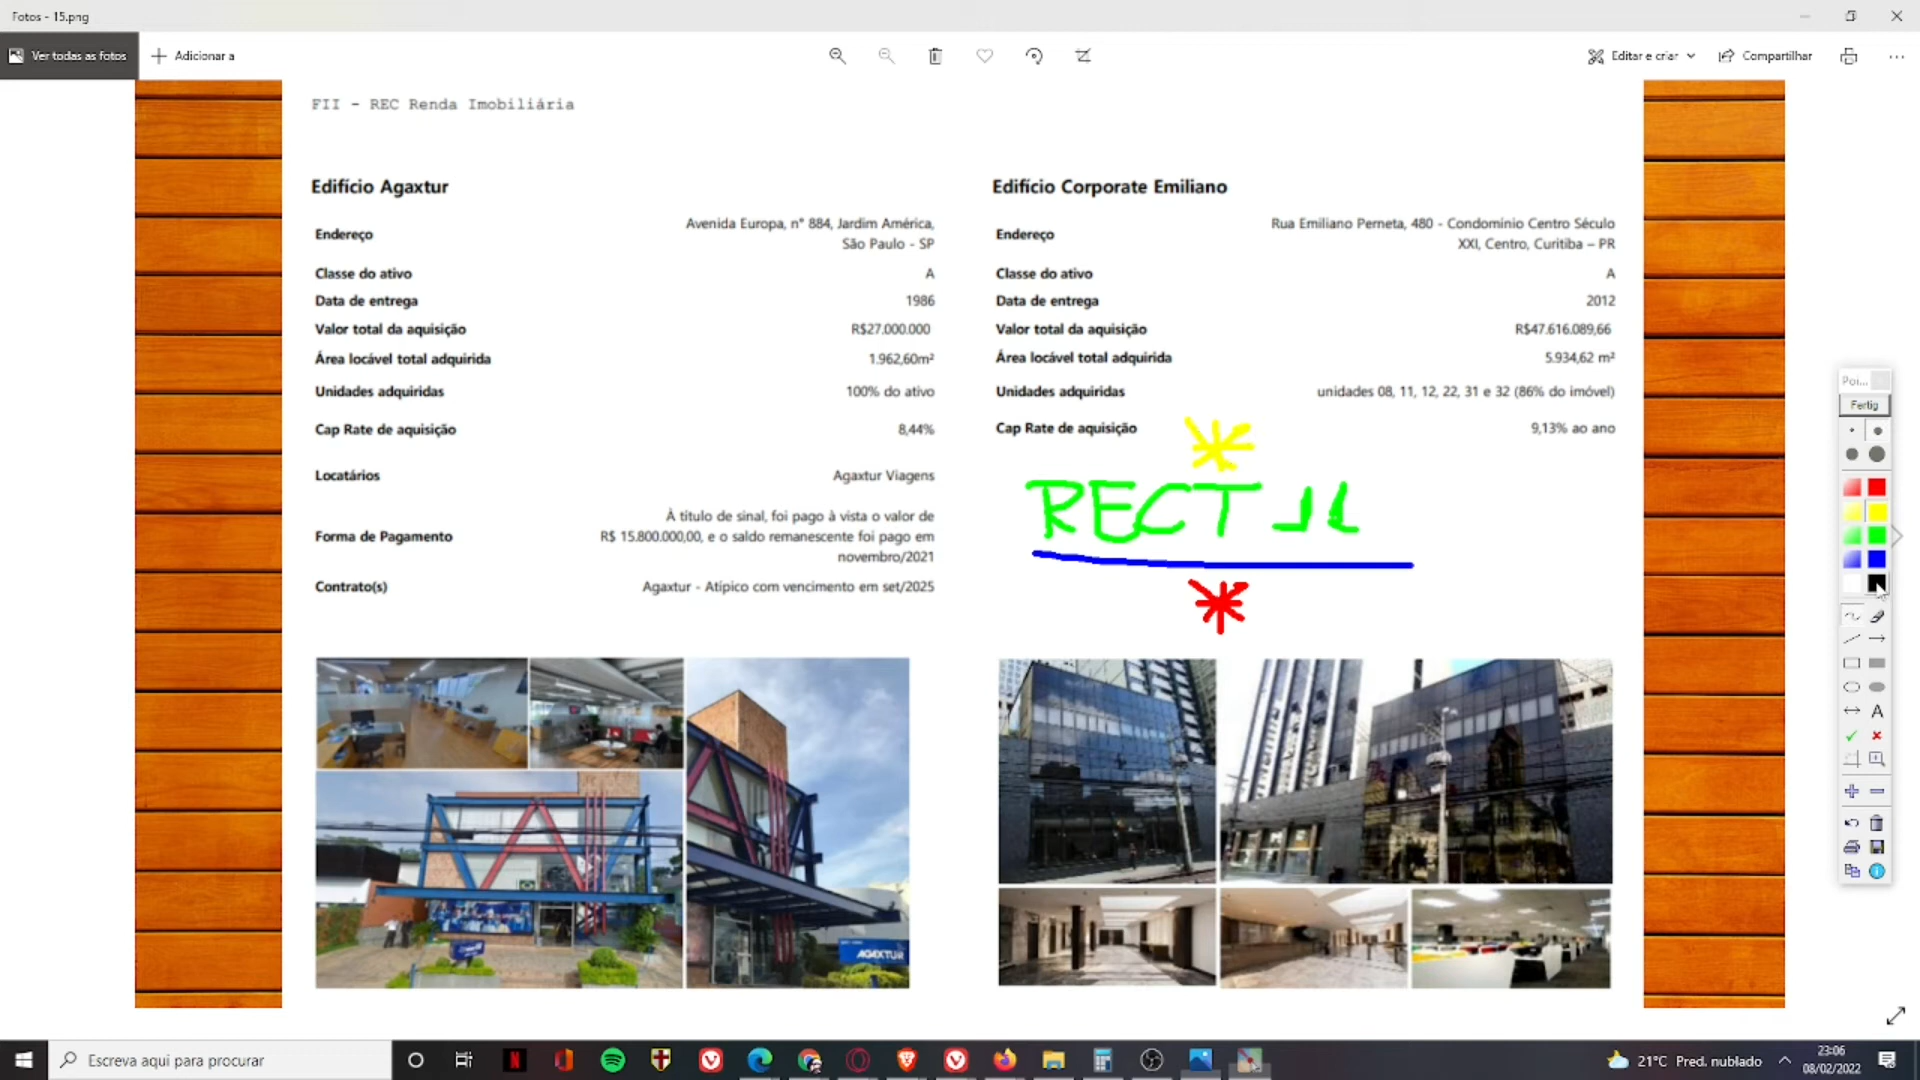 Fotos - 15.png
Ver todas as fotos
Adicionar a
Editar e criar
Compartilhar
FII - REC Renda Imobiliária
Edifício Agaxtur
Endereço
Avenida Europa, n° 884, Jardim América,
São Paulo - SP
Classe do ativo A
Data de entrega 1986
Valor total da aquisição R$27.000.000
Área locável total adquirida 1.962,60m²
Unidades adquiridas 100% do ativo
Cap Rate de aquisição 8,44%
Locatários Agaxtur Viagens
Forma de Pagamento
À título de sinal, foi pago à vista o valor de
R$ 15.800.000,00, e o saldo remanescente foi pago em
novembro/2021
Contrato(s) Agaxtur - Atípico com vencimento em set/2025
AGAXTUR
Edifício Corporate Emiliano
Endereço
Rua Emiliano Perneta, 480 - Condomínio Centro Século
XXI, Centro, Curitiba – PR
Classe do ativo A
Data de entrega 2012
Valor total da aquisição R$47.616.089,66
Área locável total adquirida 5.934,62 m²
Unidades adquiridas unidades 08, 11, 12, 22, 31 e 32 (86% do imóvel)
Cap Rate de aquisição 9,13% ao ano
RECT 11
Poi...
Fertig
A
Escreva aqui para procurar
21°C Pred. nublado
23:06
08/02/2022